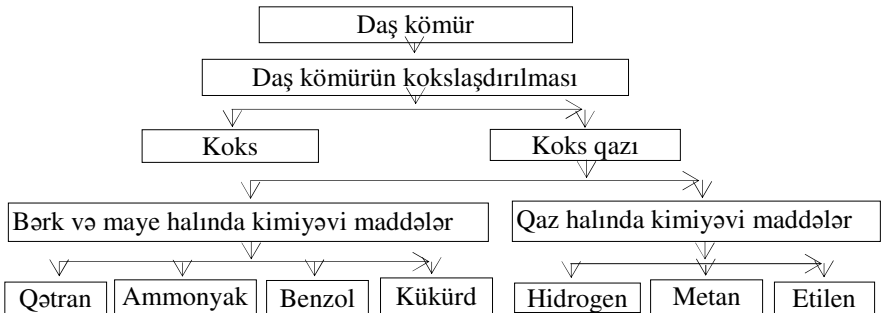 Daş kömür
Daş kömürün kokslaşdırılması
Koks
Koks qazı
Bərk və maye halında kimiyəvi maddələr
Qaz halında kimiyəvi maddələr
Qətran
Ammonyak
Benzol
Kükürd
Hidrogen
Metan
Etilen